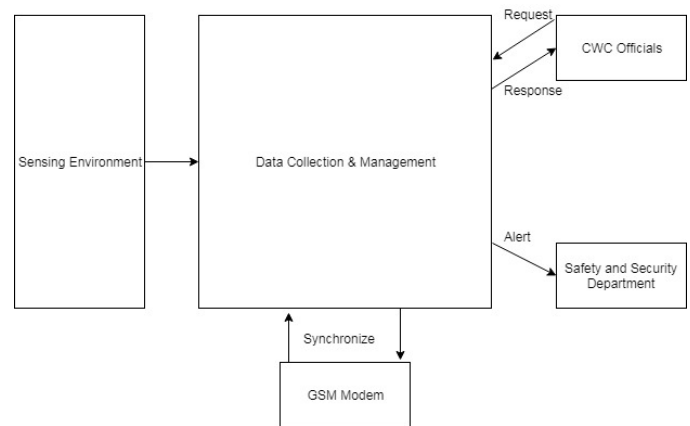 Request
CWC Officials
Response
Sensing Environment
Data Collection & Management
Alert
Safety and Security
Department
Synchronize
GSM Modem